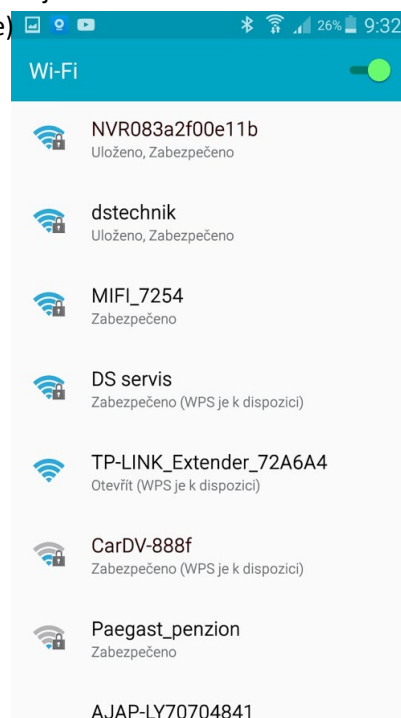 e)
26% 9:32
Wi-Fi
NVR083a2f00e11b
Uloženo, Zabezpečeno
dstechnik
Uloženo, Zabezpečeno
MIFI_7254
Zabezpečeno
DS servis
Zabezpečeno (WPS je k dispozici)
TP-LINK_Extender_72A6A4
Otevřít (WPS je k dispozici)
CarDV-888f
Zabezpečeno (WPS je k dispozici)
Paegast_penzion
Zabezpečeno
AJAP-LY70704841